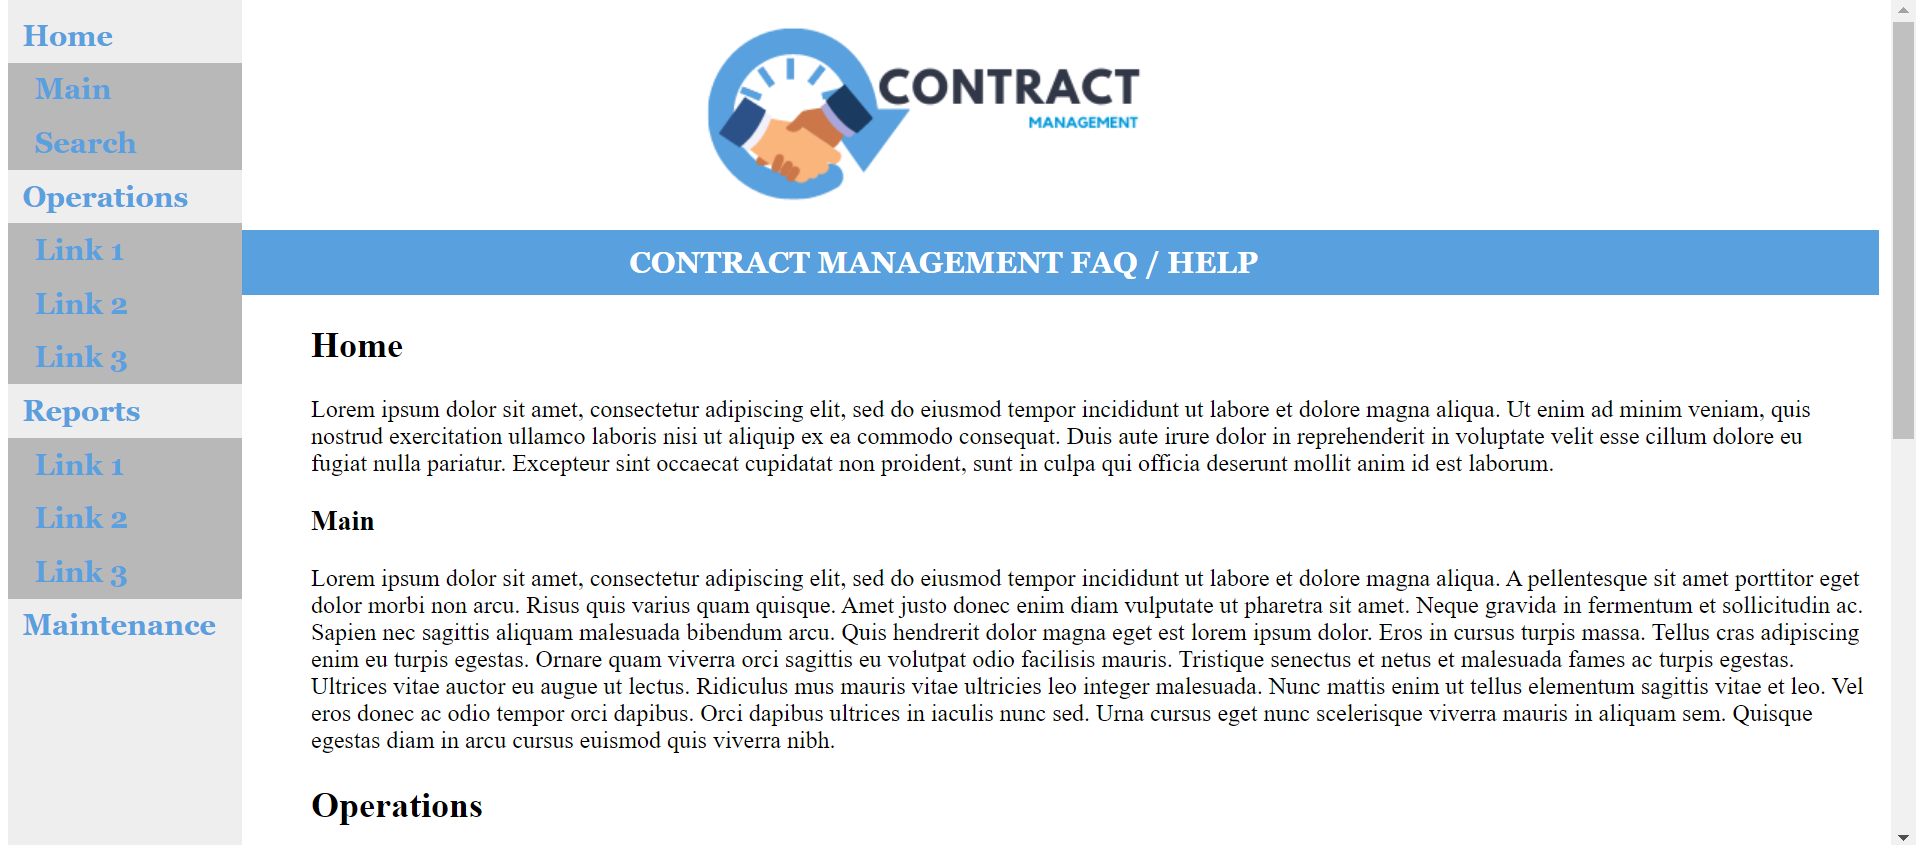 Home
Main
Search
Operations
Link 1
Link 2
Link 3
Reports
Link 1
Link 2
Link 3
Maintenance
CONTRACT
MANAGEMENT
CONTRACT MANAGEMENT FAQ / HELP
Home
Lorem ipsum dolor sit amet, consectetur adipiscing elit, sed do eiusmod tempor incididunt ut labore et dolore magna aliqua. Ut enim ad minim veniam, quis
nostrud exercitation ullamco laboris nisi ut aliquip ex ea commodo consequat. Duis aute irure dolor in reprehenderit in voluptate velit esse cillum dolore eu
fugiat nulla pariatur. Excepteur sint occaecat cupidatat non proident, sunt in culpa qui officia deserunt mollit anim id est laborum.
Main
Lorem ipsum dolor sit amet, consectetur adipiscing elit, sed do eiusmod tempor incididunt ut labore et dolore magna aliqua. A pellentesque sit amet porttitor eget
dolor morbi non arcu. Risus quis varius quam quisque. Amet justo donec enim diam vulputate ut pharetra sit amet. Neque gravida in fermentum et sollicitudin ac.
Sapien nec sagittis aliquam malesuada bibendum arcu. Quis hendrerit dolor magna eget est lorem ipsum dolor. Eros in cursus turpis massa. Tellus cras adipiscing
enim eu turpis egestas. Ornare quam viverra orci sagittis eu volutpat odio facilisis mauris. Tristique senectus et netus et malesuada fames ac turpis egestas.
Ultrices vitae auctor eu augue ut lectus. Ridiculus mus mauris vitae ultricies leo integer malesuada. Nunc mattis enim ut tellus elementum sagittis vitae et leo. Vel
eros donec ac odio tempor orci dapibus. Orci dapibus ultrices in iaculis nunc sed. Urna cursus eget nunc scelerisque viverra mauris in aliquam sem. Quisque
egestas diam in arcu cursus euismod quis viverra nibh.
Operations